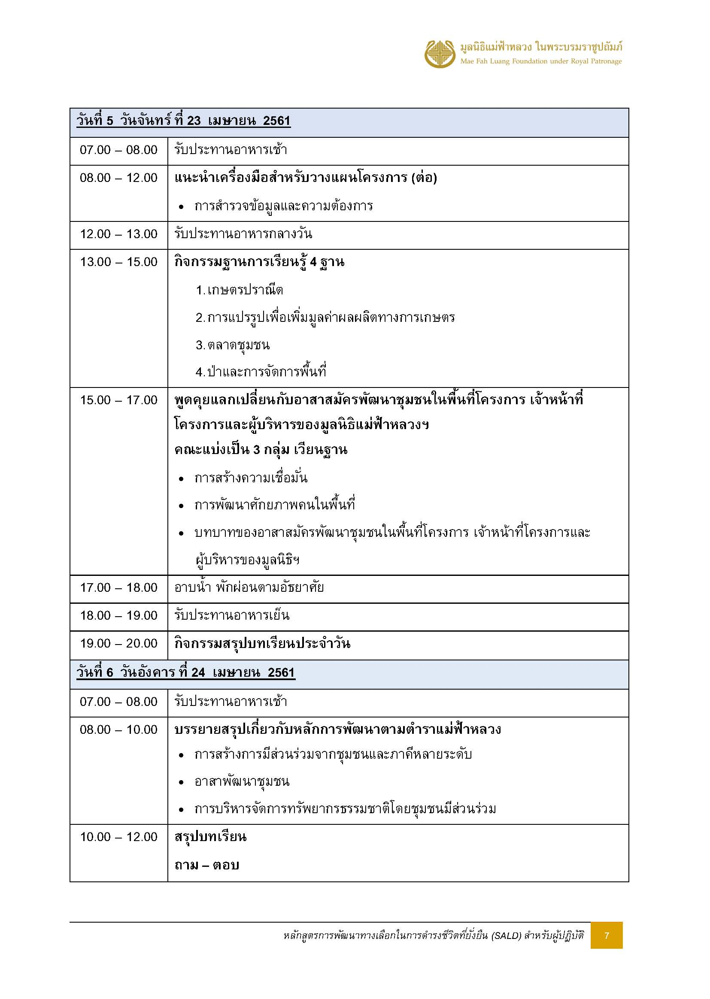 มูลนิธิแม่ฟ้าหลวง ในพระบรมราชูปถัมภ์
Mae Fah Luang Foundation under Royal Patronage
วันที่ 5 วันจันทร์ ที่ 23 เมษายน 2561
07.00 – 08.00 รับประทานอาหารเช้า
08.00 – 12.00 แนะนำเครื่องมือสำหรับวางแผนโครงการ (ต่อ)
• การสำรวจข้อมูลและความต้องการ
12.00 – 13.00 รับประทานอาหารกลางวัน
13.00 – 15.00 กิจกรรมฐานการเรียนรู้ 4 ฐาน
1. เกษตรปราณีต
2. การแปรรูปเพื่อเพิ่มมูลค่าผลผลิตทางการเกษตร
3. ตลาดชุมชน
4. ป่าและการจัดการพื้นที่
15.00 – 17.00 พูดคุยแลกเปลี่ยนกับอาสาสมัครพัฒนาชุมชนในพื้นที่โครงการ เจ้าหน้าที่
โครงการและผู้บริหารของมูลนิธิแม่ฟ้าหลวงฯ
คณะแบ่งเป็น 3 กลุ่ม เวียนฐาน
• การสร้างความเชื่อมั่น
• การพัฒนาศักยภาพคนในพื้นที่
• บทบาทของอาสาสมัครพัฒนาชุมชนในพื้นที่โครงการ เจ้าหน้าที่โครงการและ
ผู้บริหารของมูลนิธิฯ
17.00 – 18.00 อาบน้ำ พักผ่อนตามอัธยาศัย
18.00 – 19.00 รับประทานอาหารเย็น
19.00 – 20.00 กิจกรรมสรุปบทเรียนประจำวัน
วันที่ 6 วันอังคาร ที่ 24 เมษายน 2561
07.00 – 08.00 รับประทานอาหารเช้า
08.00 – 10.00 บรรยายสรุปเกี่ยวกับหลักการพัฒนาตามตำราแม่ฟ้าหลวง
• การสร้างการมีส่วนร่วมจากชุมชนและภาคีหลายระดับ
• อาสาพัฒนาชุมชน
• การบริหารจัดการทรัพยากรธรรมชาติโดยชุมชนมีส่วนร่วม
10.00 – 12.00 สรุปบทเรียน
ถาม – ตอบ
หลักสูตรการพัฒนาทางเลือกในการดำรงชีวิตที่ยั่งยืน (SALD) สำหรับผู้ปฏิบัติ 7